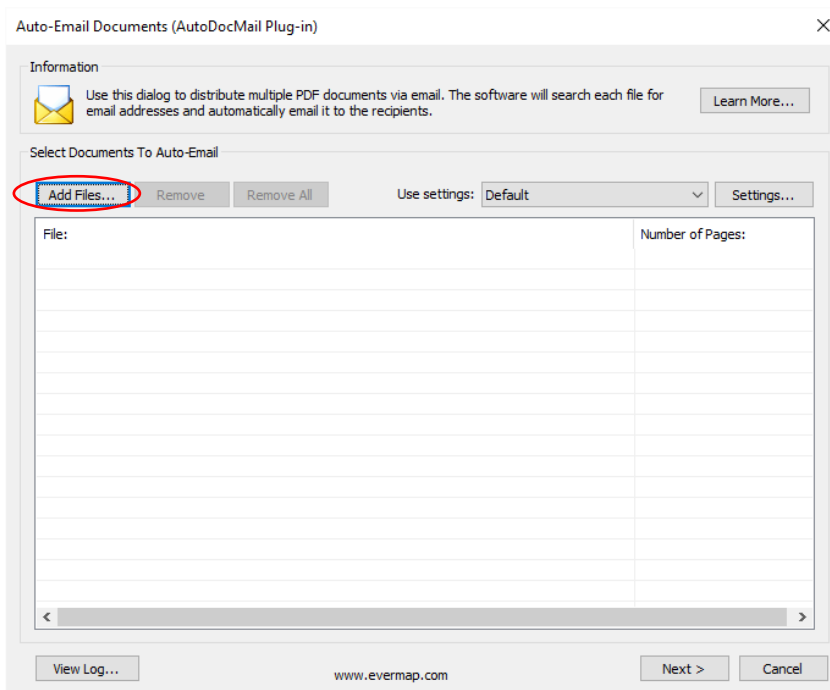 Auto-Email Documents (AutoDocMail Plug-in)
Information
Use this dialog to distribute multiple PDF documents via email. The software will search each file for
email addresses and automatically email it to the recipients.
Learn More...
Select Documents To Auto-Email
Add Files... Remove Remove All Use settings: Default Settings...
File: Number of Pages:
View Log... www.evermap.com Next > Cancel